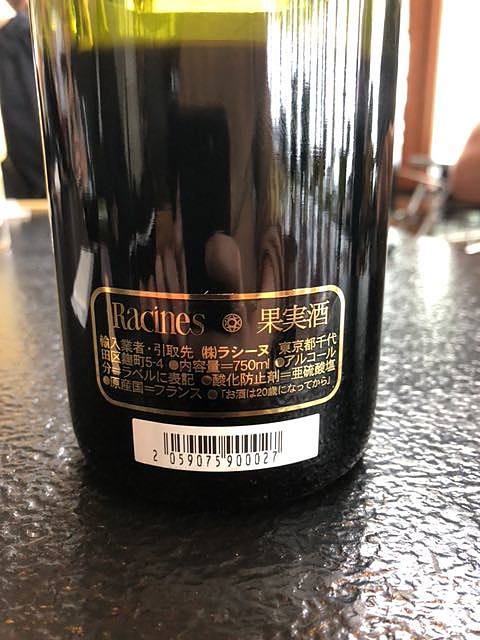 Racines 果実酒
輸入業者・引取先 ㈱ラシーヌ 東京都千代
田区麹町5-4 ●内容量=750ml ●アルコール
分=ラベルに表記 ●酸化防止剤=亜硫酸塩
●原産国=フランス ●「お酒は20歳になってから」
2 059075 900027